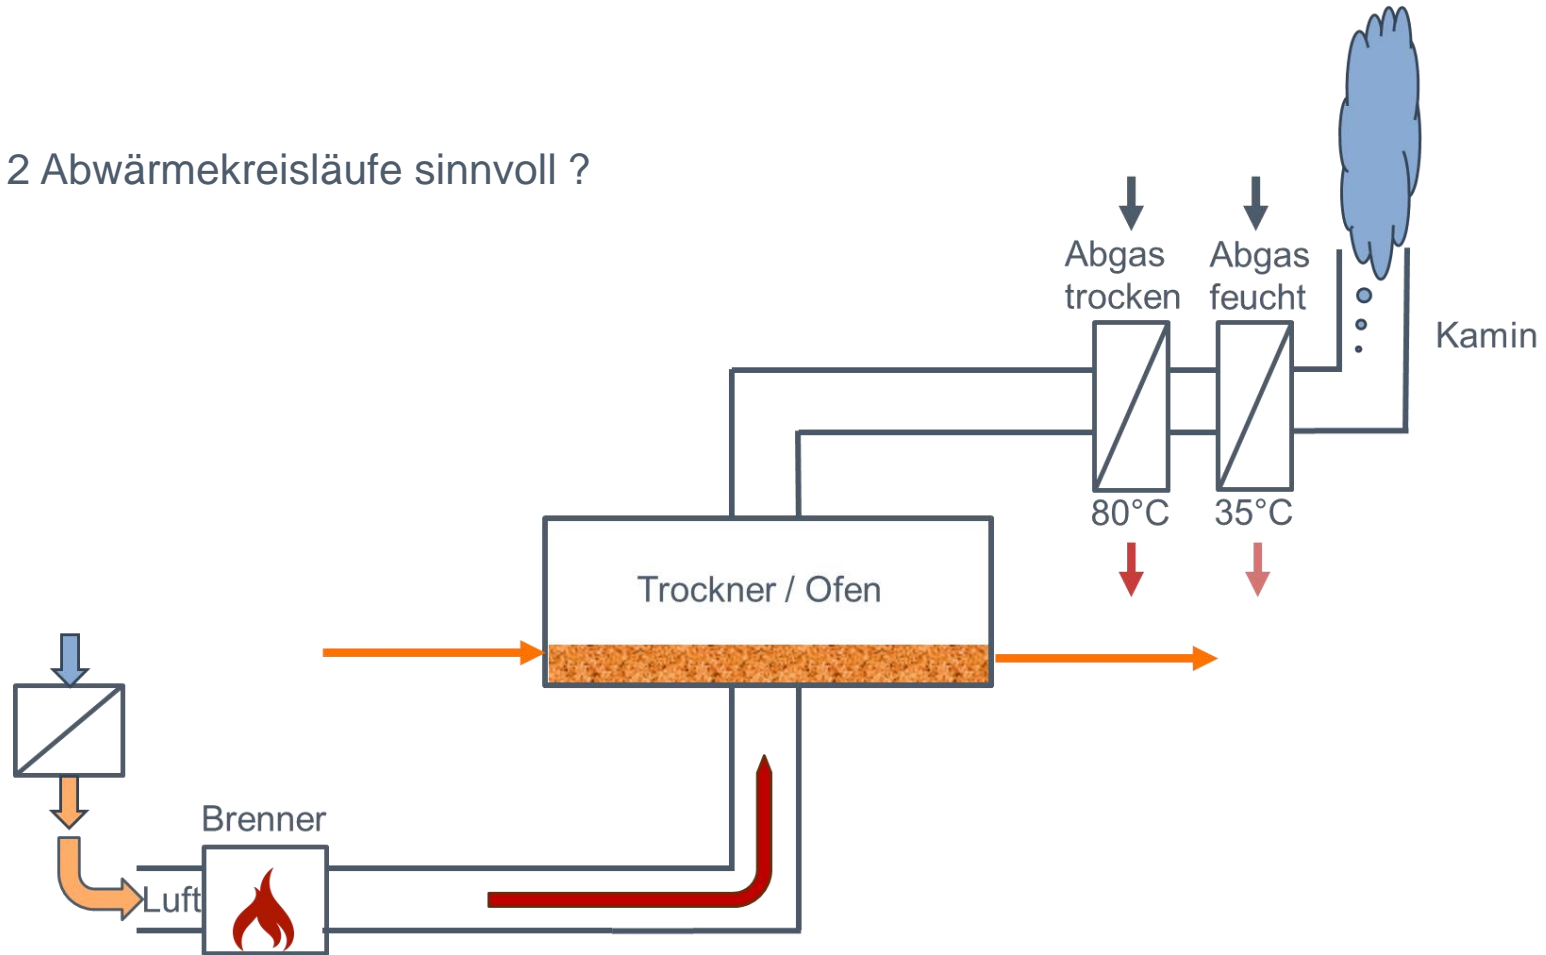 2 Abwärmekreisläufe sinnvoll ?
Abgas
trocken
Abgas
feucht
Kamin
80°C
35°C
Trockner / Ofen
Brenner
Luft